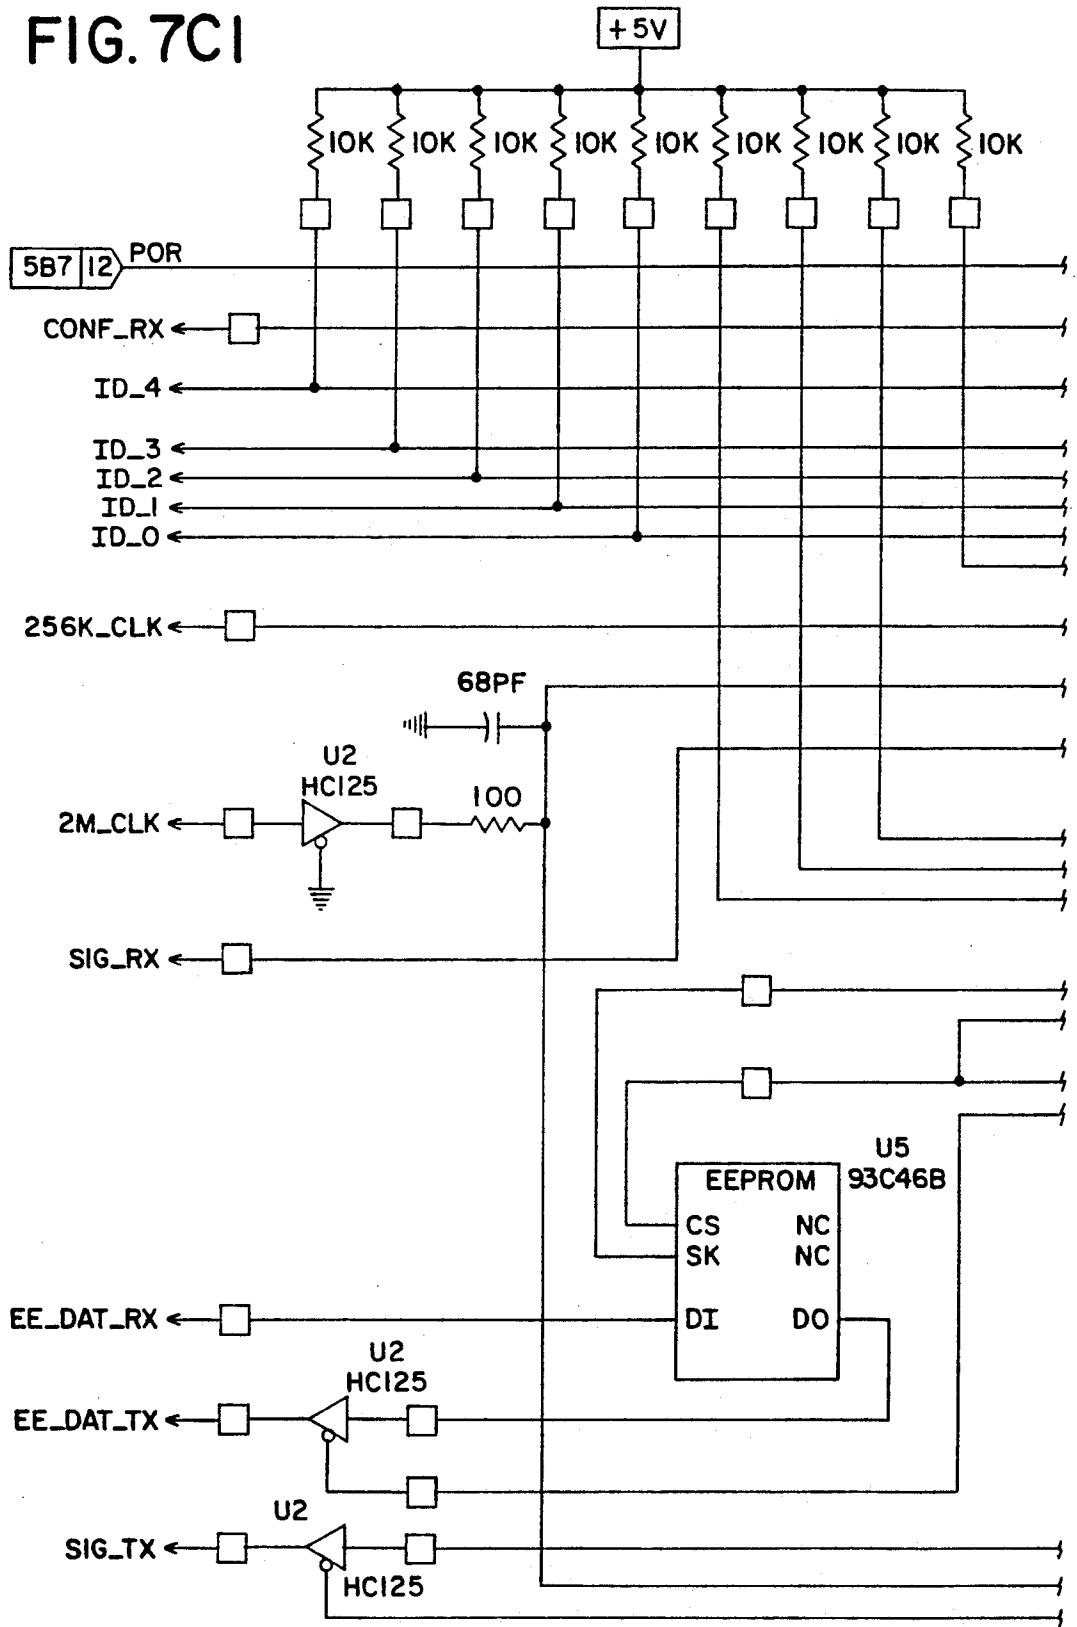 FIG. 7C1
+5V
10K 10K 10K 10K 10K 10K 10K 10K 10K
5B7 12 POR
CONF_RX
ID_4
ID_3
ID_2
ID_1
ID_0
256K_CLK
68PF
U2
HC125
100
2M_CLK
SIG_RX
U5
EEPROM 93C46B
CS NC
SK NC
EE_DAT_RX DI DO
U2
HC125
EE_DAT_TX
U2
SIG_TX
HC125